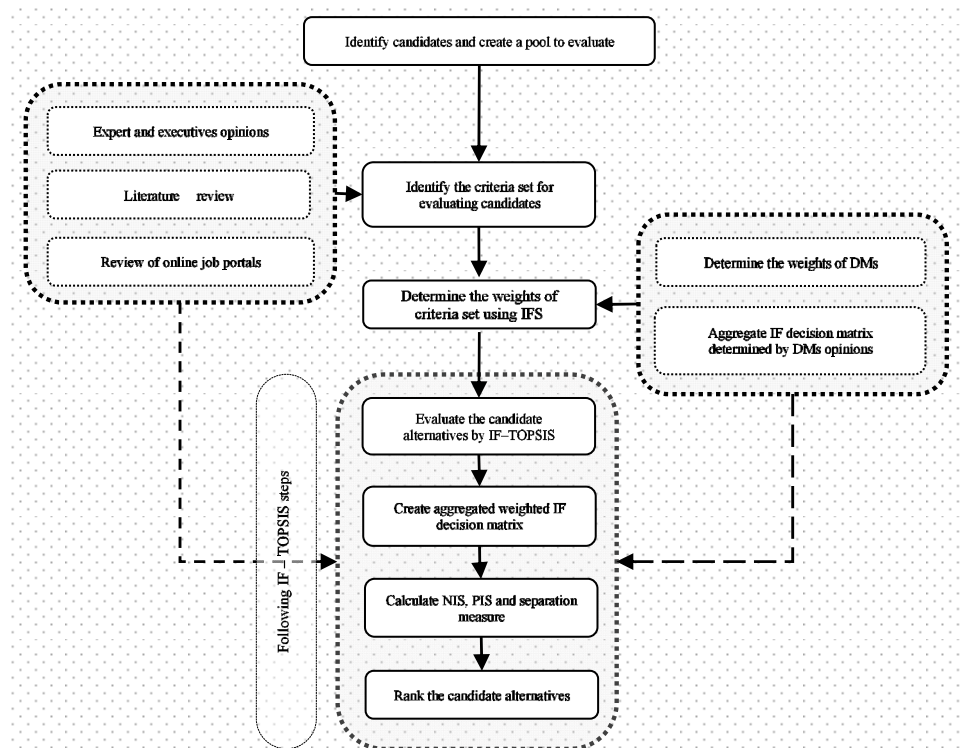 Identify candidates and create a pool to evaluate
Expert and executives opinions
Literature review
Review of online job portals
Identify the criteria set for
evaluating candidates
Determine the weights of
criteria set using IFS
Determine the weights of DMs
Aggregate IF decision matrix
determined by DMs opinions
Following IF – TOPSIS steps
Evaluate the candidate
alternatives by IF–TOPSIS
Create aggregated weighted IF
decision matrix
Calculate NIS, PIS and separation
measure
Rank the candidate alternatives